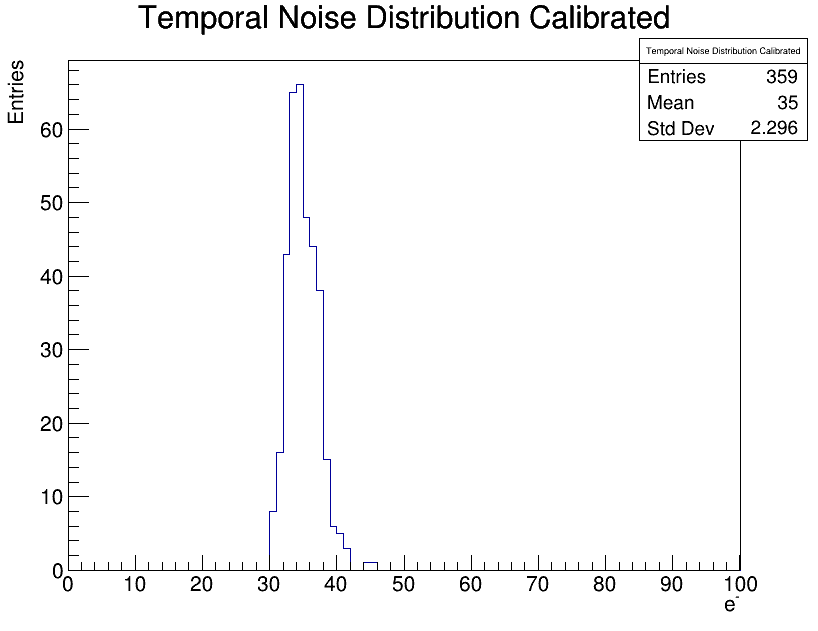 Temporal Noise Distribution Calibrated
Temporal Noise Distribution Calibrated
Entries 359
Mean 35
Std Dev 2.296
Entries
60
50
40
30
20
10
0
0 10 20 30 40 50 60 70 80 90 100
e⁻